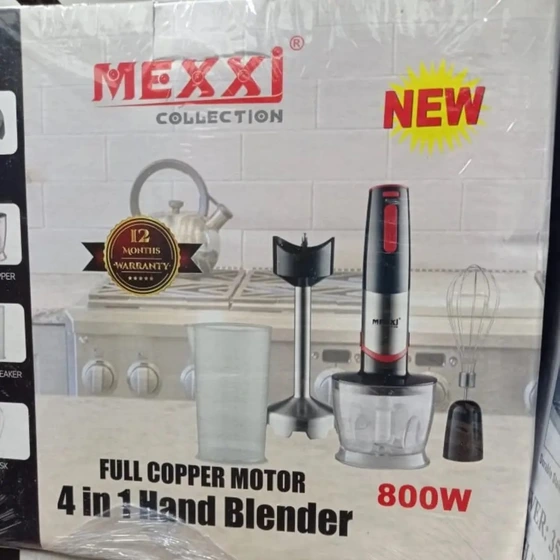 MEXXI®
COLLECTION
NEW
12
MONTHS
WARRANTY
MEXXI
PER
EAKER
SK
FULL COPPER MOTOR
4 in 1 Hand Blender
800W